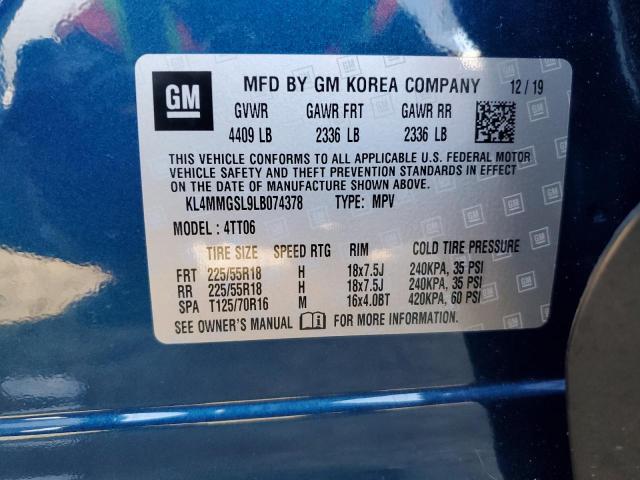 GM MFD BY GM KOREA COMPANY 12/19
GVWR GAWR FRT GAWR RR
4409 LB 2336 LB 2336 LB
THIS VEHICLE CONFORMS TO ALL APPLICABLE U.S. FEDERAL MOTOR
VEHICLE SAFETY AND THEFT PREVENTION STANDARDS IN EFFECT
ON THE DATE OF MANUFACTURE SHOWN ABOVE.
KL4MMGSL9LB074378 TYPE: MPV
MODEL: 4TT06
TIRE SIZE SPEED RTG RIM COLD TIRE PRESSURE
FRT 225/55R18 H 18x7.5J 240KPA, 35 PSI
RR 225/55R18 H 18x7.5J 240KPA, 35 PSI
SPA T125/70R16 M 16x4.0BT 420KPA, 60 PSI
SEE OWNER'S MANUAL FOR MORE INFORMATION.